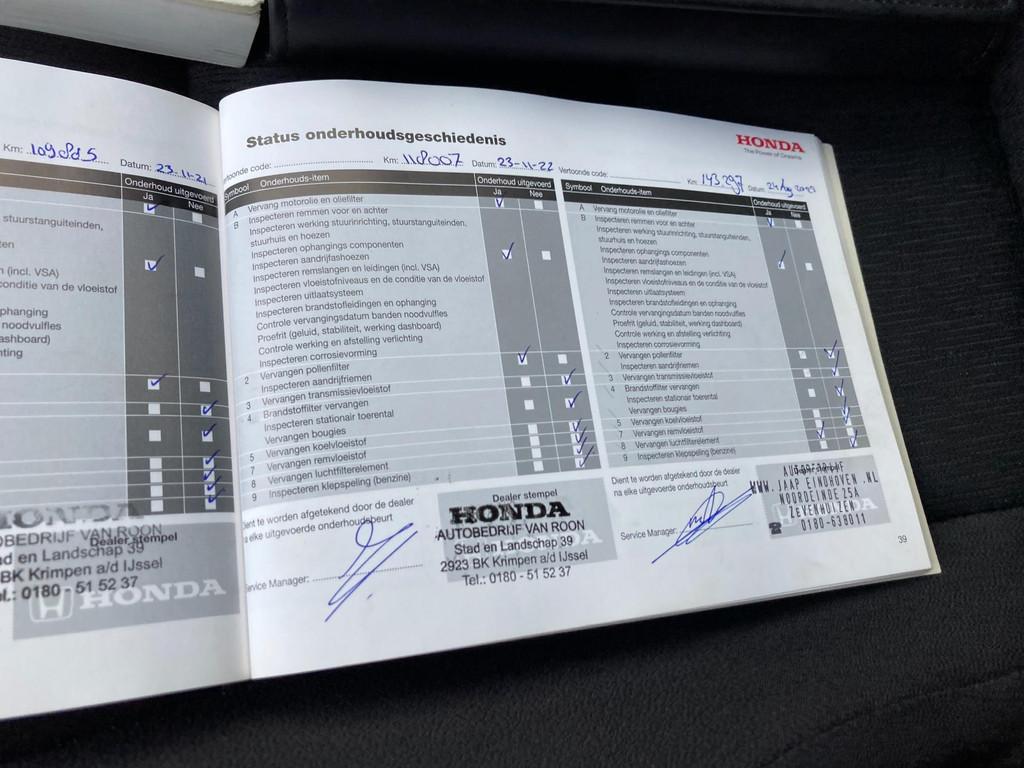 Km: 109885 Datum: 23-11-21
Onderhoud uitgevoerd
Ja Nee
stuurstanguiteinden,
(incl. VSA)
conditie van de vloeistof
phanging
noodvulfles
ashboard)
HONDA
Dealer stempel
OBEDRIJF VAN ROON
ad en Landschap 39
BK Krimpen a/d IJssel
el.: 0180 - 51 52 37
HONDA
Status onderhoudsgeschiedenis
HONDA
The Power of Dreams
Vertoonde code: Km: 118007 Datum: 23-11-22
Symbool Onderhouds-item Onderhoud uitgevoerd
Ja Nee
A Vervang motorolie en oliefilter
B Inspecteren remmen voor en achter
Inspecteren werking stuurinrichting, stuurstanguiteinden,
stuurhuis en hoezen
Inspecteren ophangings componenten
Inspecteren aandrijfashoezen
Inspecteren remslangen en leidingen (incl. VSA)
Inspecteren vloeistofniveaus en de conditie van de vloeistof
Inspecteren uitlaatsysteem
Inspecteren brandstofleidingen en ophanging
Controle vervangingsdatum banden noodvulfles
Proefrit (geluid, stabiliteit, werking dashboard)
Controle werking en afstelling verlichting
Inspecteren corrosievorming
2 Vervangen pollenfilter
Inspecteren aandrijfriemen
3 Vervangen transmissievloeistof
4 Brandstoffilter vervangen
Inspecteren stationair toerental
Vervangen bougies
5 Vervangen koelvloeistof
7 Vervangen remvloeistof
8 Vervangen luchtfilterelement
9 Inspecteren klepspeling (benzine)
Dient te worden afgetekend door de dealer
na elke uitgevoerde onderhoudsbeurt
Service Manager:
Dealer stempel
HONDA
AUTOBEDRIJF VAN ROON
Stad en Landschap 39
2923 BK Krimpen a/d IJssel
Tel.: 0180 - 51 52 37
Vertoonde code: Km: 143.297 Datum: 24
Symbool Onderhouds-item Onderhoud uitgevoerd
Ja Nee
A Vervang motorolie en oliefilter
B Inspecteren remmen voor en achter
Inspecteren werking stuurinrichting, stuurstanguiteinden,
stuurhuis en hoezen
Inspecteren ophangings componenten
Inspecteren aandrijfashoezen
Inspecteren remslangen en leidingen (incl. VSA)
Inspecteren vloeistofniveaus en de conditie van de vloeistof
Inspecteren uitlaatsysteem
Inspecteren brandstofleidingen en ophanging
Controle vervangingsdatum banden noodvulfles
Proefrit (geluid, stabiliteit, werking dashboard)
Controle werking en afstelling verlichting
Inspecteren corrosievorming
2 Vervangen pollenfilter
Inspecteren aandrijfriemen
3 Vervangen transmissievloeistof
4 Brandstoffilter vervangen
Inspecteren stationair toerental
Vervangen bougies
5 Vervangen koelvloeistof
7 Vervangen remvloeistof
8 Vervangen luchtfilterelement
9 Inspecteren klepspeling (benzine)
Dient te worden afgetekend door de dealer
na elke uitgevoerde onderhoudsbeurt
Service Manager:
WWW.JAAP EINDHOVEN.NL
NOORDEINDE 25A
ZEVENHUIZEN
0180-638011
39